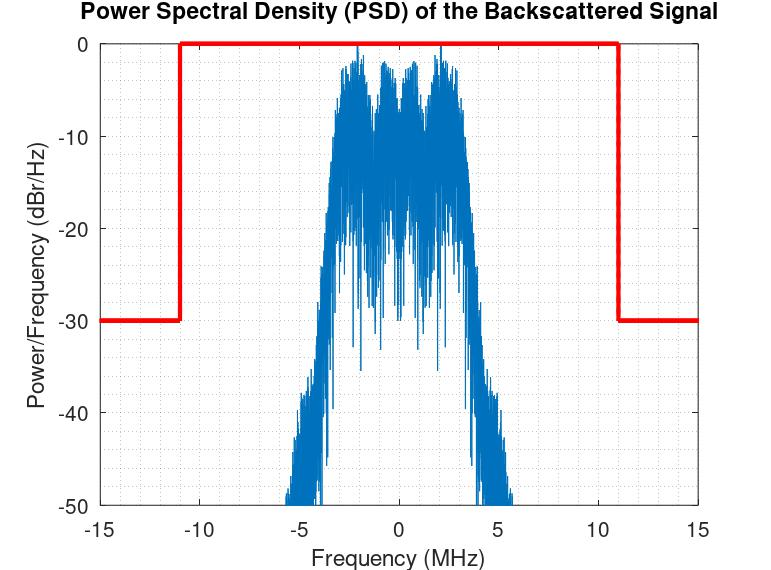 Power Spectral Density (PSD) of the Backscattered Signal
0
-10
-20
-30
-40
-50
Power/Frequency (dBr/Hz)
-15 -10 -5 0 5 10 15
Frequency (MHz)